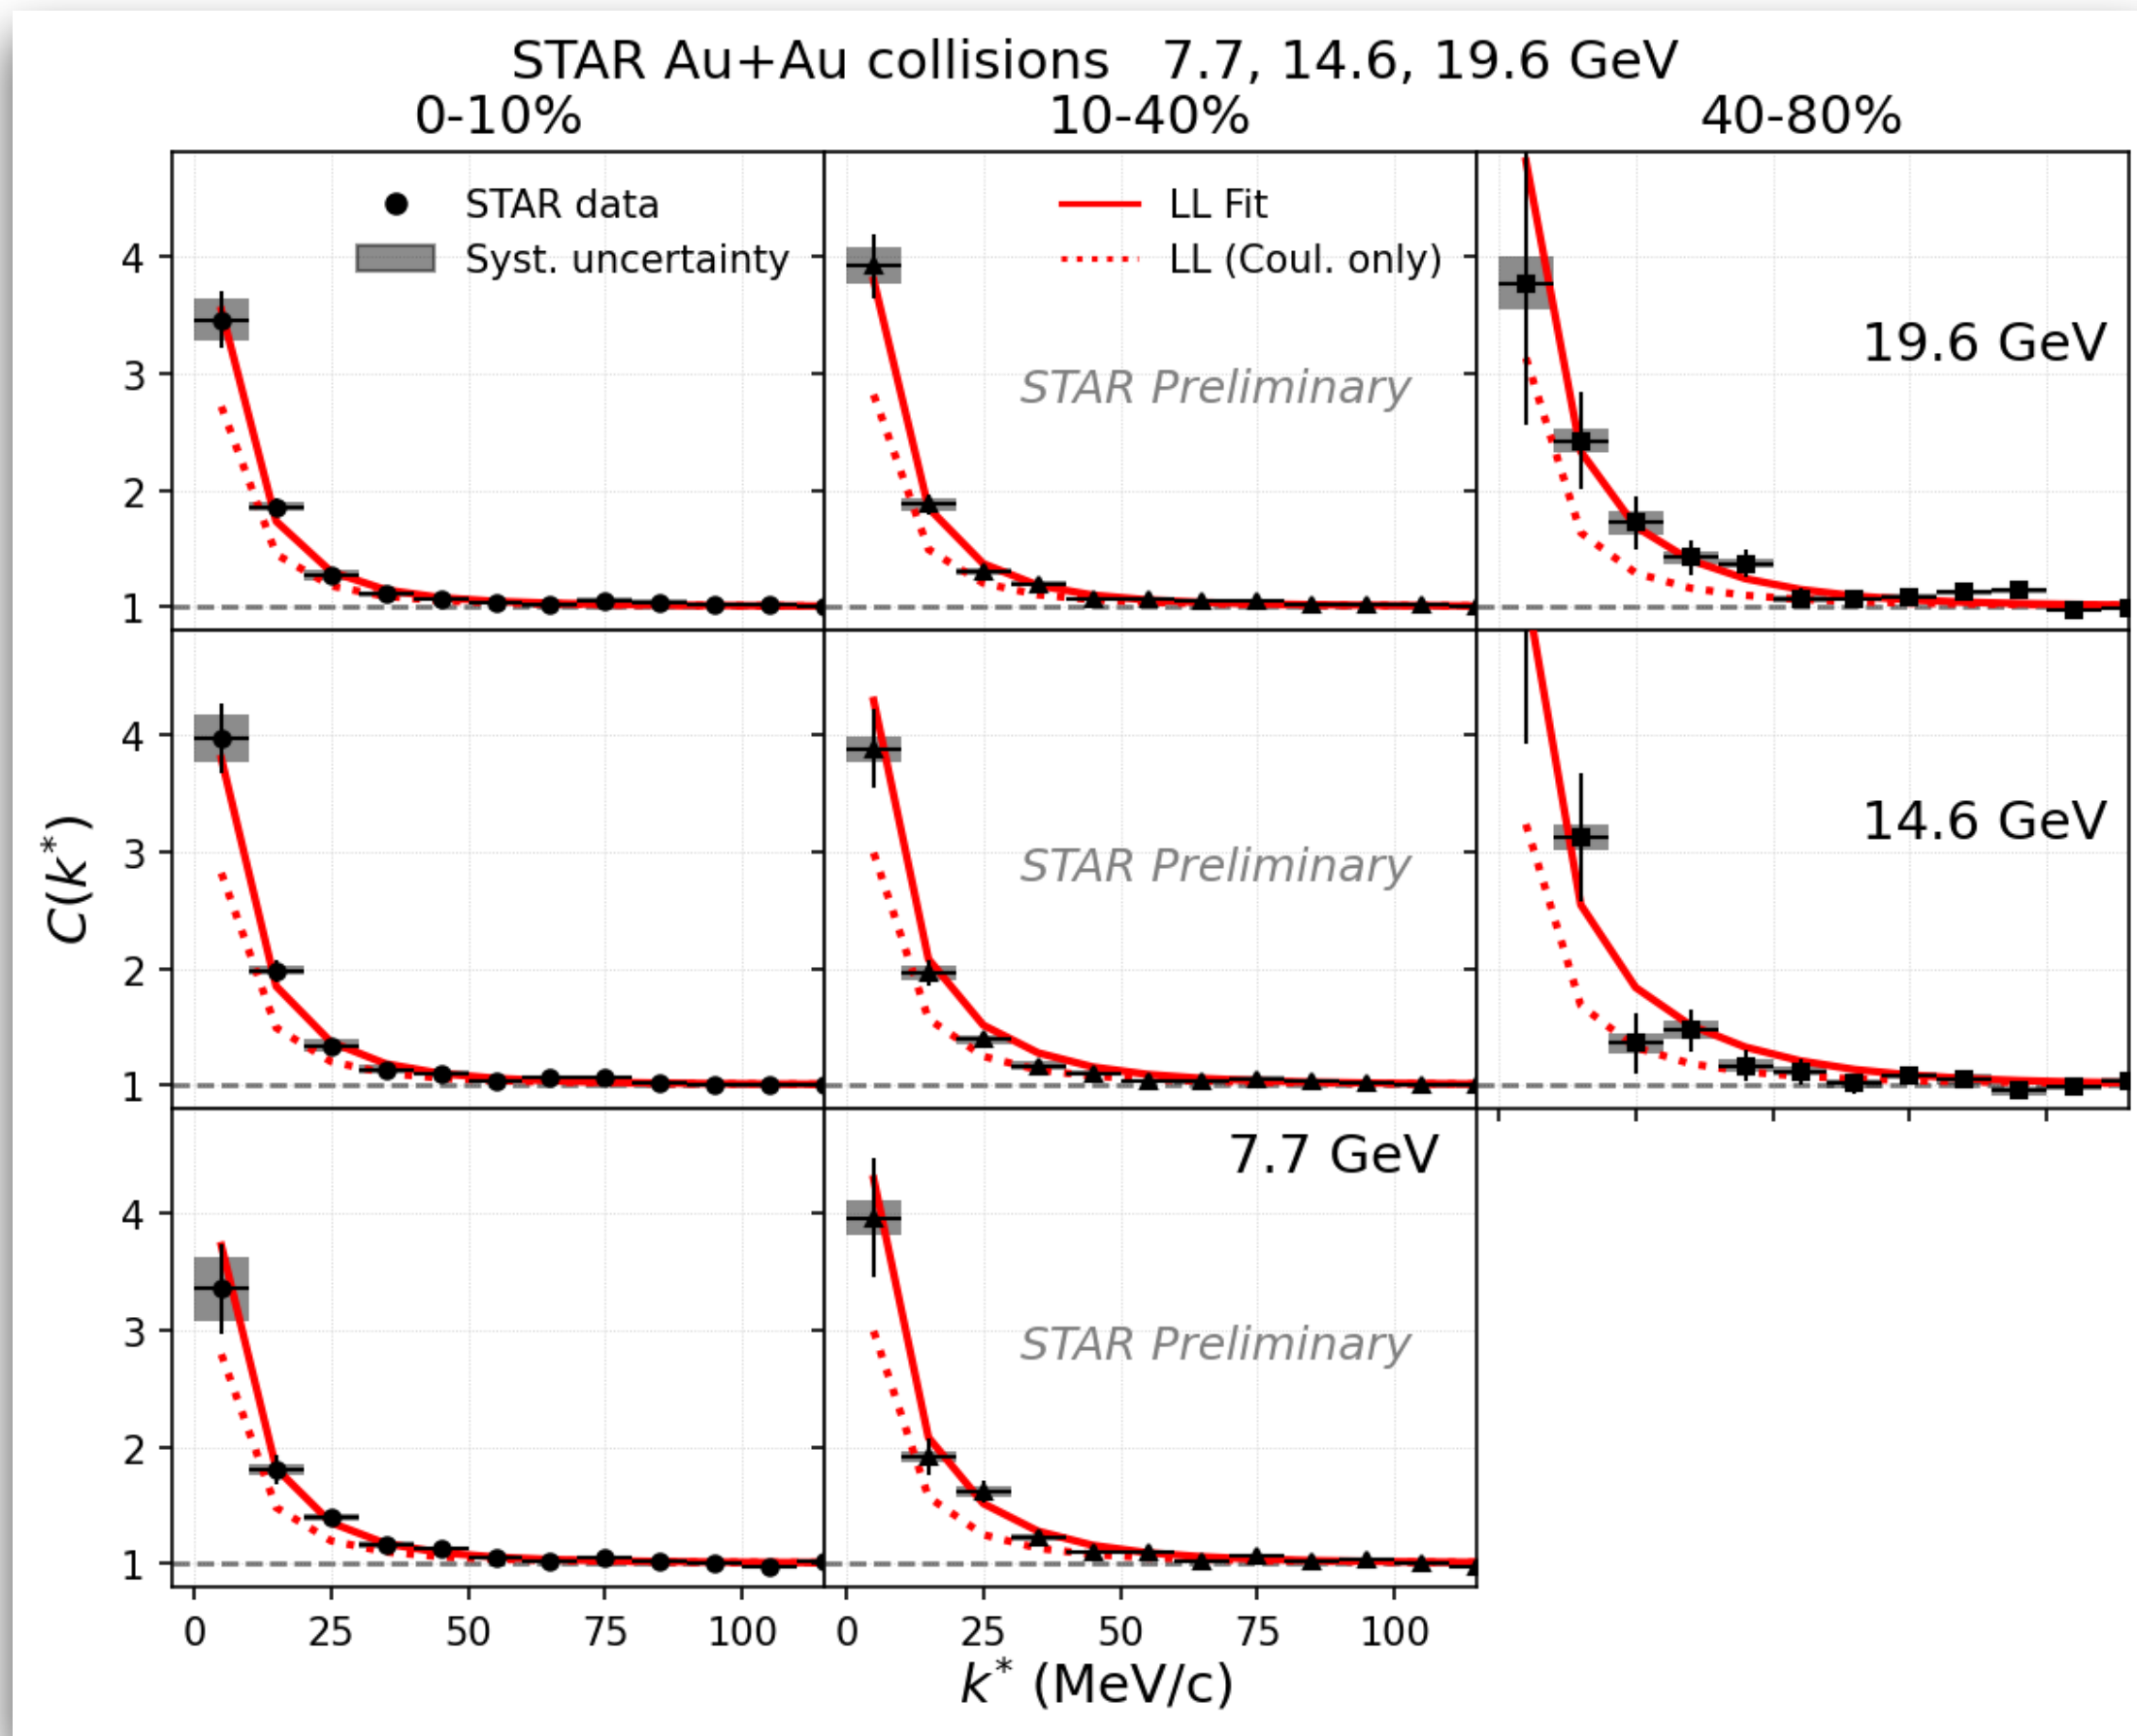 STAR Au+Au collisions 7.7, 14.6, 19.6 GeV
0-10% 10-40% 40-80%
STAR data
Syst. uncertainty
LL Fit
LL (Coul. only)
4
3
2
1
STAR Preliminary
19.6 GeV
4
3
2
1
STAR Preliminary
14.6 GeV
C(k*)
4
3
2
1
7.7 GeV
STAR Preliminary
0 25 50 75 100 0 25 50 75 100
k* (MeV/c)